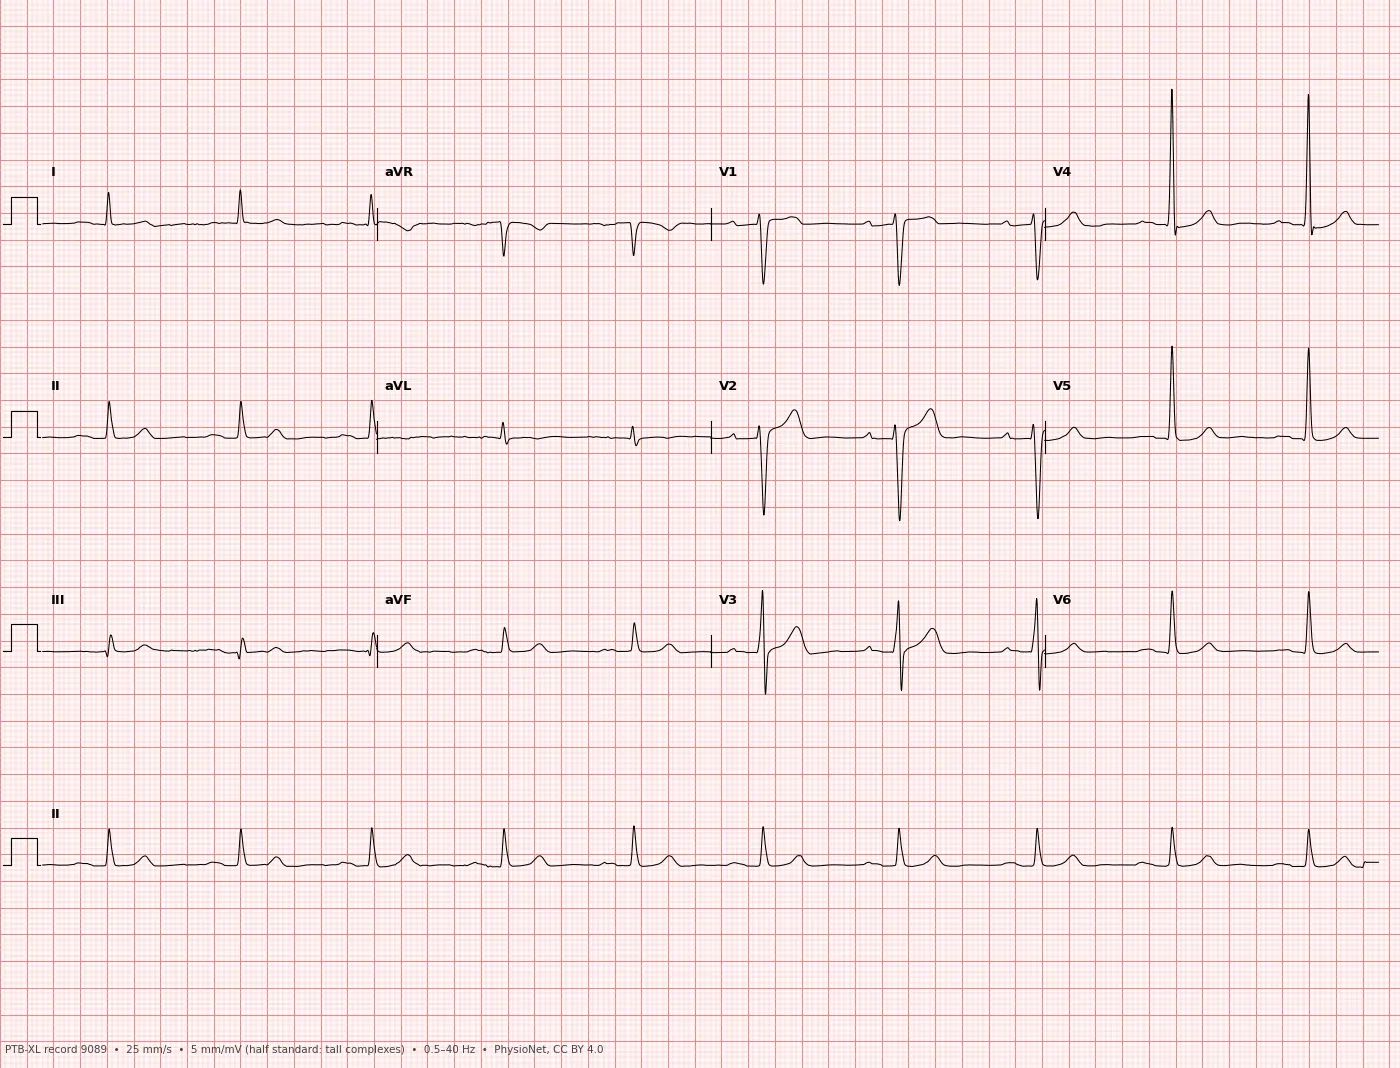 I aVR V1 V4
II aVL V2 V5
III aVF V3 V6
II
PTB-XL record 9089 • 25 mm/s • 5 mm/mV (half standard: tall complexes) • 0.5–40 Hz • PhysioNet, CC BY 4.0